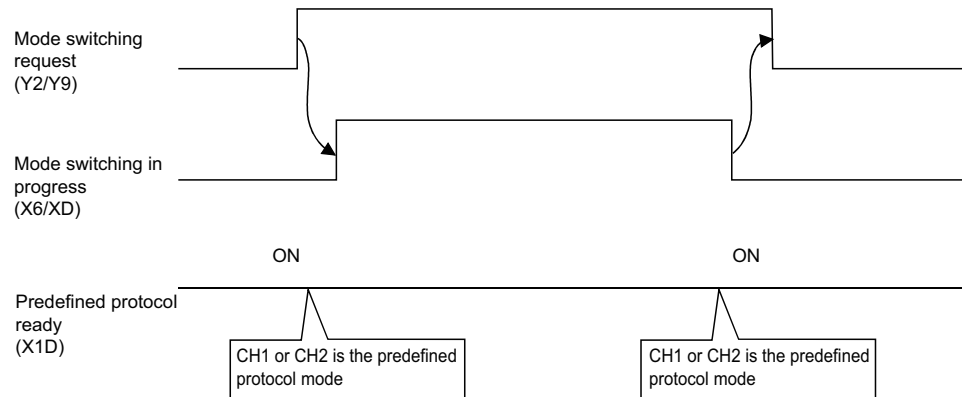 Mode switching
request
(Y2/Y9)
Mode switching in
progress
(X6/XD)
ON
ON
Predefined protocol
ready
(X1D)
CH1 or CH2 is the predefined
protocol mode
CH1 or CH2 is the predefined
protocol mode